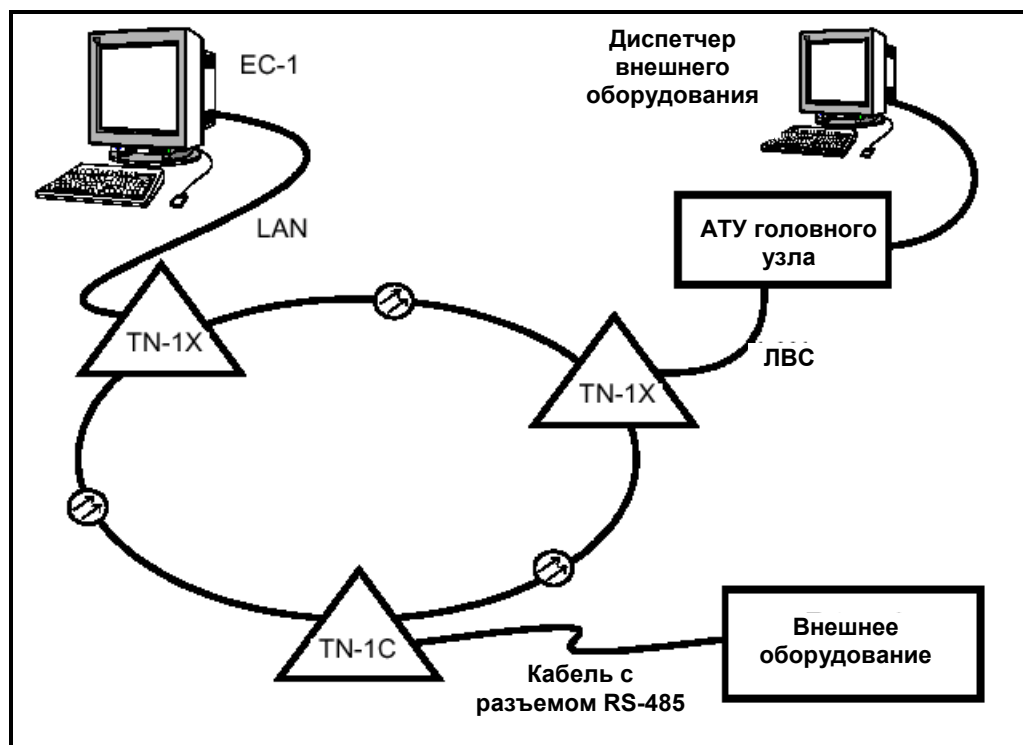 EC-1
Диспетчер
внешнего
оборудования
LAN
АТУ головного
узла
TN-1X
TN-1X
ЛВС
TN-1C
Кабель с
разъемом RS-485
Внешнее
оборудование